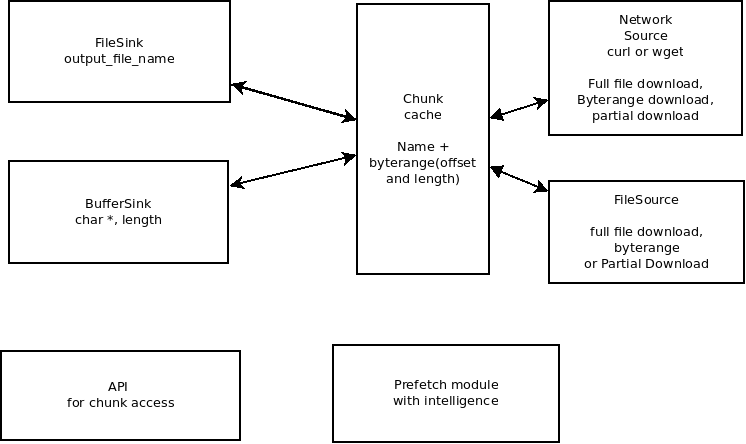 FileSink
output_file_name
BufferSink
char *, length
Chunk
cache
Name +
byterange(offset
and length)
Network
Source
curl or wget
Full file download,
Byterange download,
partial download
FileSource
full file download,
byterange
or Partial Download
API
for chunk access
Prefetch module
with intelligence